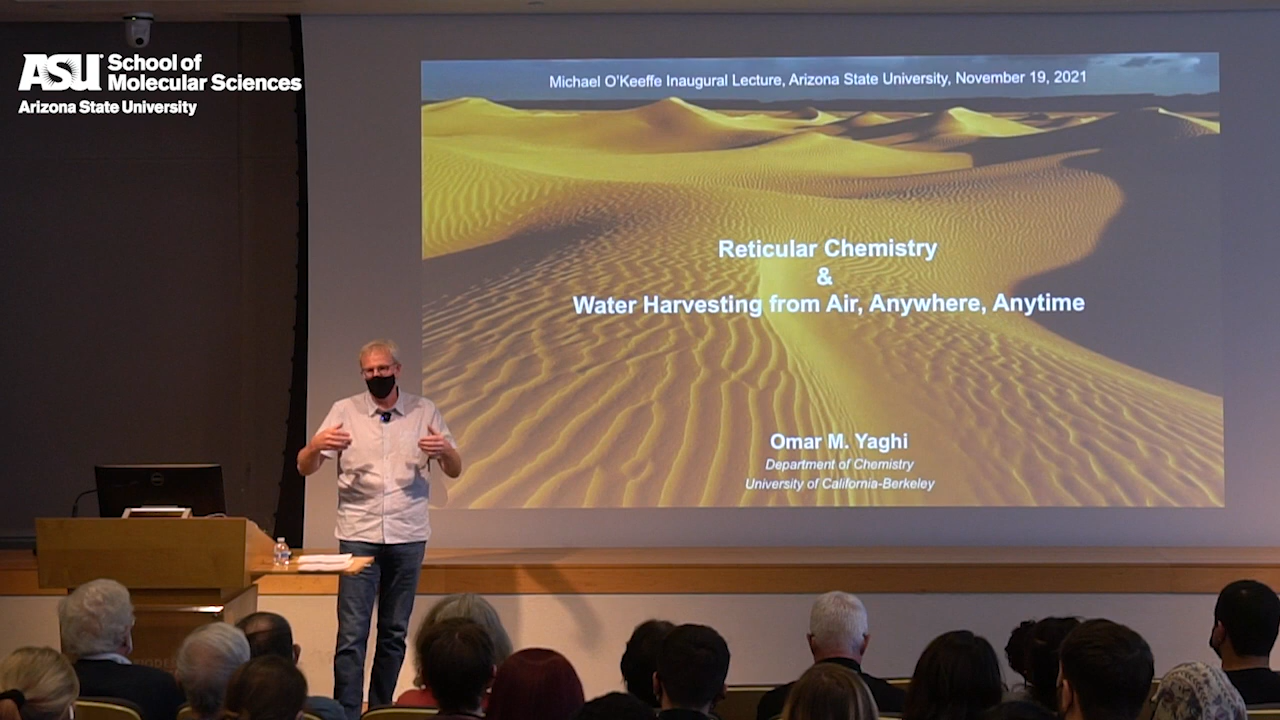 ASU School of
Molecular Sciences
Arizona State University
Michael O'Keeffe Inaugural Lecture, Arizona State University, November 19, 2021
Reticular Chemistry
&
Water Harvesting from Air, Anywhere, Anytime
Omar M. Yaghi
Department of Chemistry
University of California-Berkeley
DELL